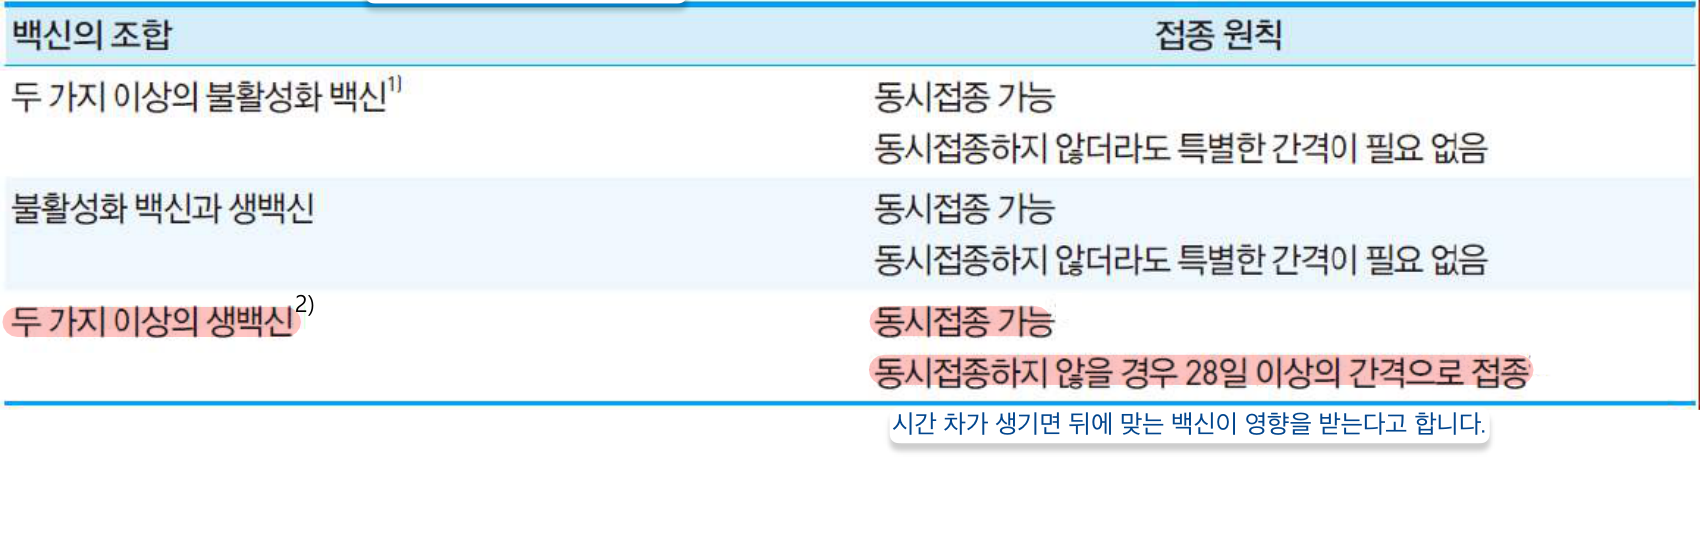 백신의 조합 접종 원칙
두 가지 이상의 불활성화 백신1) 동시접종 가능
동시접종하지 않더라도 특별한 간격이 필요 없음
불활성화 백신과 생백신 동시접종 가능
동시접종하지 않더라도 특별한 간격이 필요 없음
두 가지 이상의 생백신2) 동시접종 가능
동시접종하지 않을 경우 28일 이상의 간격으로 접종
시간 차가 생기면 뒤에 맞는 백신이 영향을 받는다고 합니다.